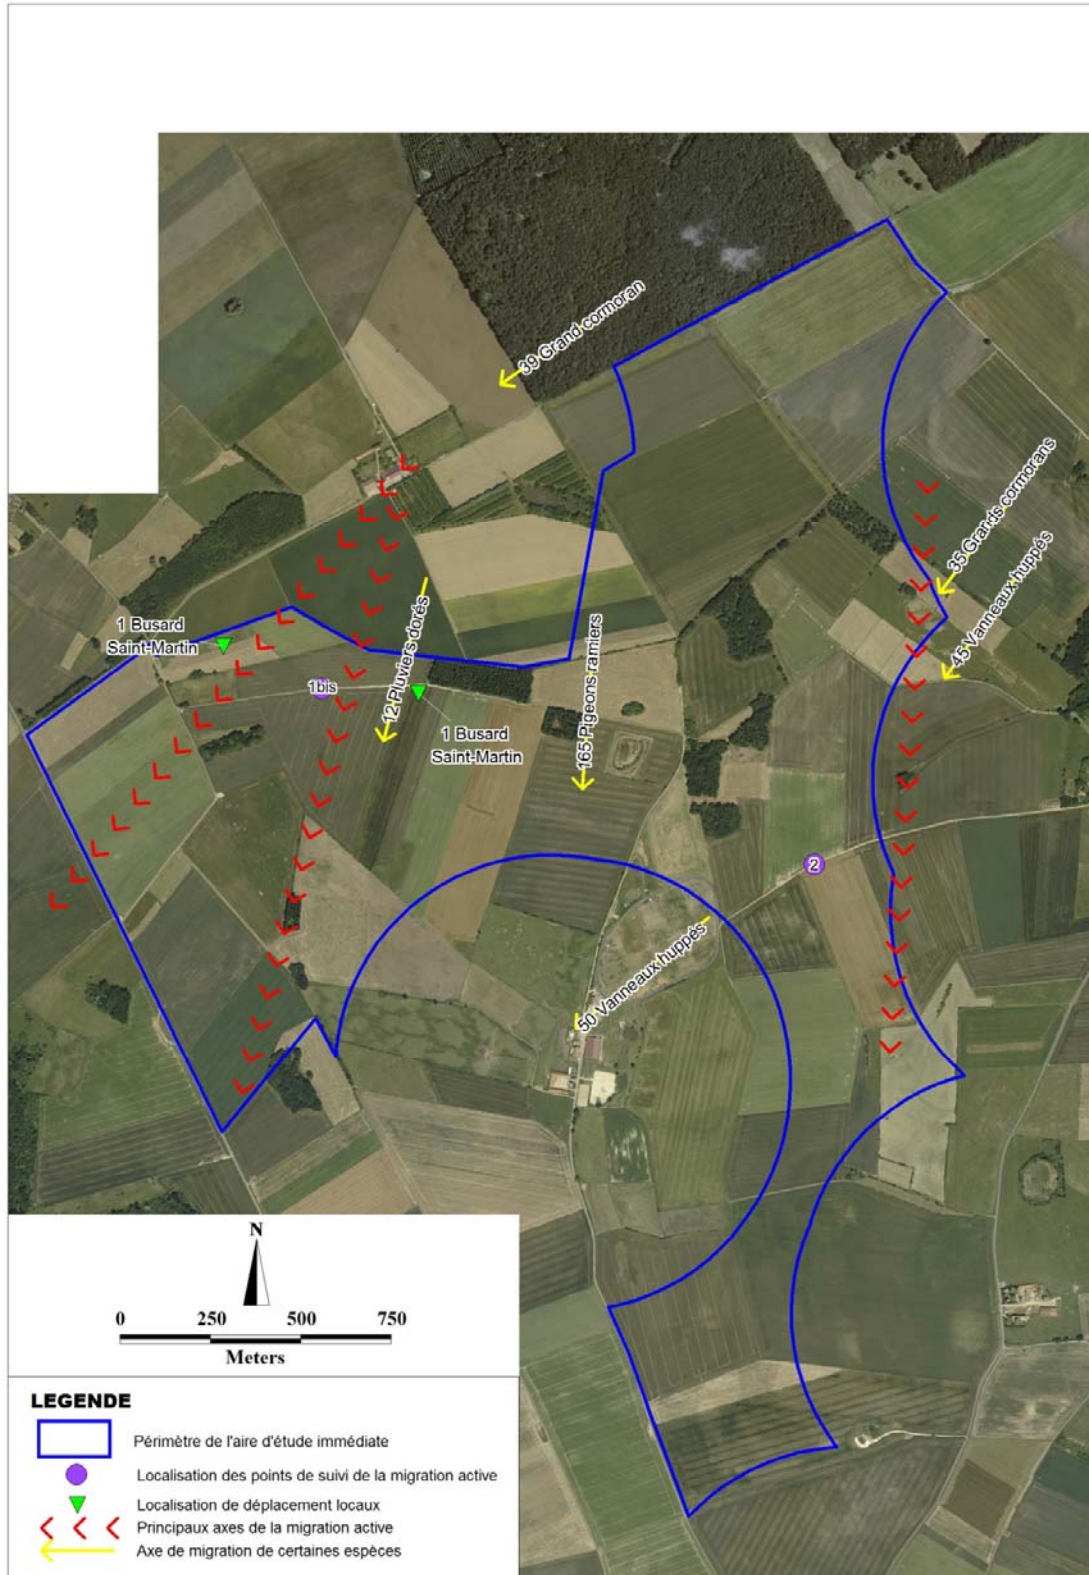 39 Grand cormoran
35 Grands cormorans
45 Vanneaux huppés
1 Busard
Saint-Martin
12 Pluviers dorés
1bis
165 Pigeons ramiers
1 Busard
Saint-Martin
2
50 Vanneaux huppés
N
0 250 500 750
Meters
LEGENDE
Périmètre de l'aire d'étude immédiate
Localisation des points de suivi de la migration active
Localisation de déplacement locaux
Principaux axes de la migration active
Axe de migration de certaines espèces